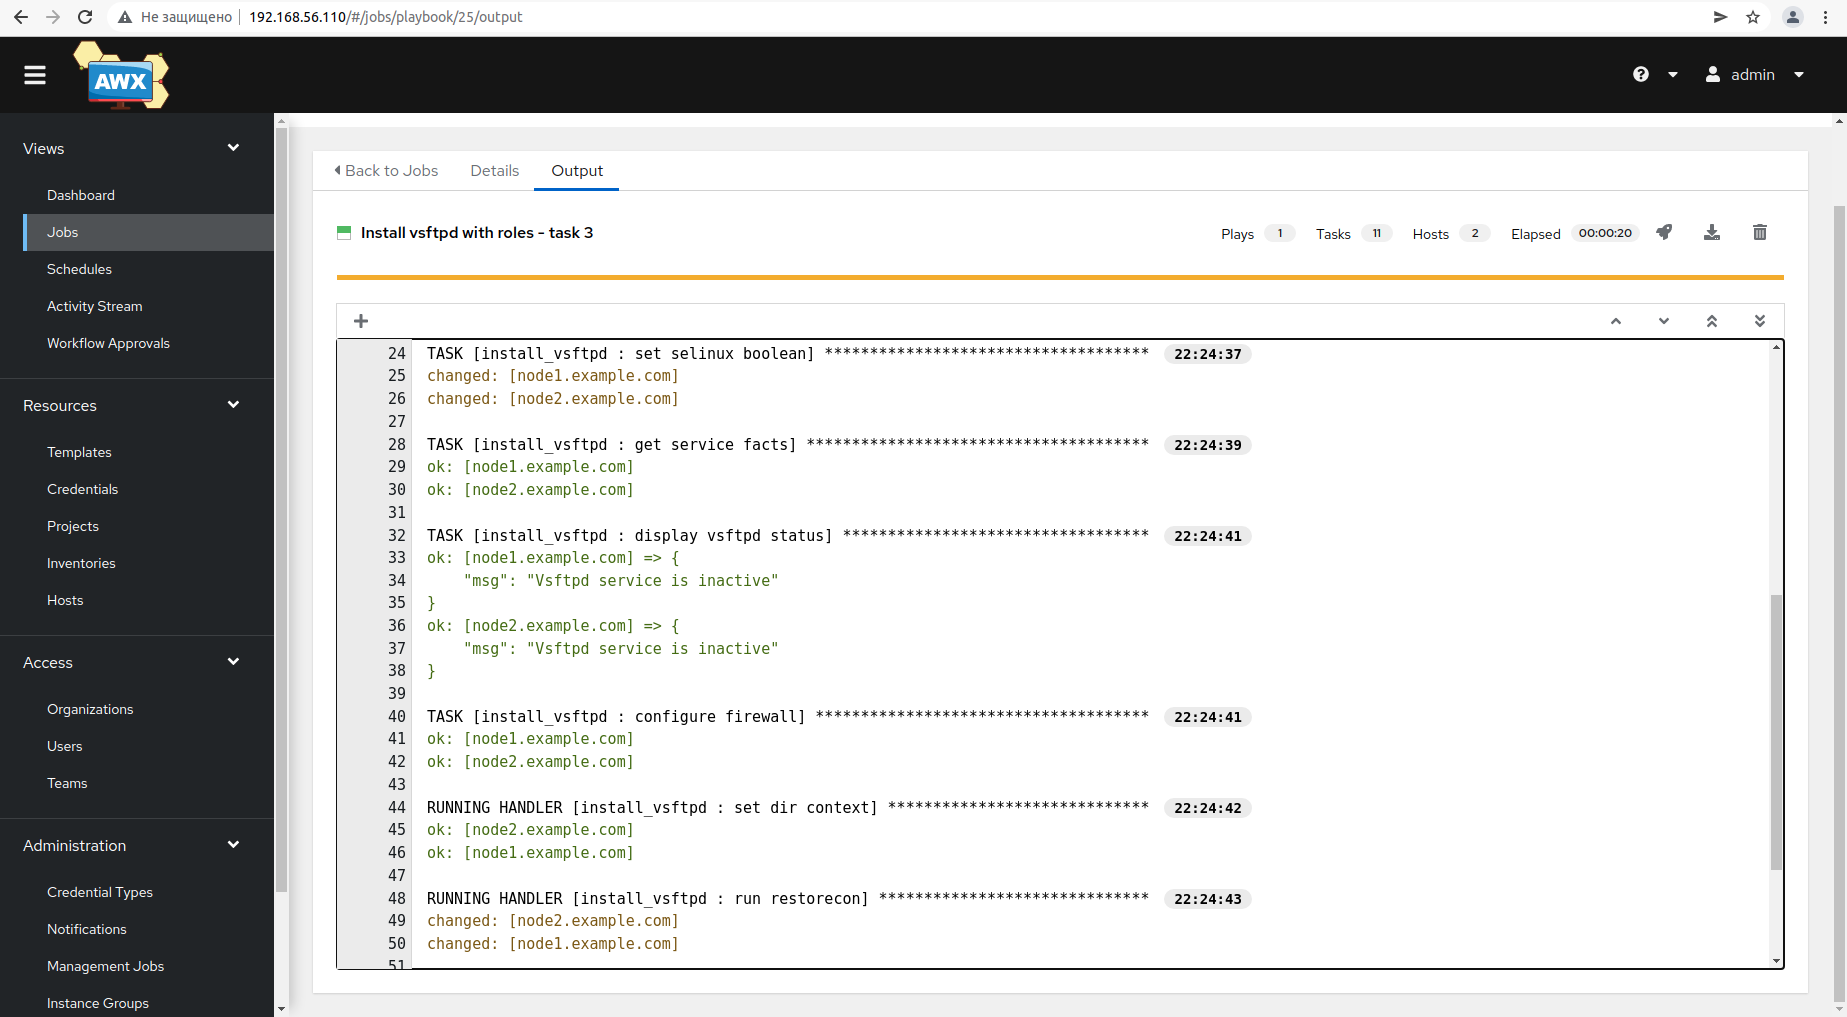 Не защищено 192.168.56.110/#/jobs/playbook/25/output
AWX
admin
Views
Dashboard
Jobs
Schedules
Activity Stream
Workflow Approvals
Resources
Templates
Credentials
Projects
Inventories
Hosts
Access
Organizations
Users
Teams
Administration
Credential Types
Notifications
Management Jobs
Instance Groups
Back to Jobs Details Output
Install vsftpd with roles - task 3 Plays 1 Tasks 11 Hosts 2 Elapsed 00:00:20
24 TASK [install_vsftpd : set selinux boolean] ************************************ 22:24:37
25 changed: [node1.example.com]
26 changed: [node2.example.com]
27
28 TASK [install_vsftpd : get service facts] ************************************** 22:24:39
29 ok: [node1.example.com]
30 ok: [node2.example.com]
31
32 TASK [install_vsftpd : display vsftpd status] ********************************** 22:24:41
33 ok: [node1.example.com] => {
34     "msg": "Vsftpd service is inactive"
35 }
36 ok: [node2.example.com] => {
37     "msg": "Vsftpd service is inactive"
38 }
39
40 TASK [install_vsftpd : configure firewall] ************************************* 22:24:41
41 ok: [node1.example.com]
42 ok: [node2.example.com]
43
44 RUNNING HANDLER [install_vsftpd : set dir context] ***************************** 22:24:42
45 ok: [node2.example.com]
46 ok: [node1.example.com]
47
48 RUNNING HANDLER [install_vsftpd : run restorecon] ****************************** 22:24:43
49 changed: [node2.example.com]
50 changed: [node1.example.com]
51